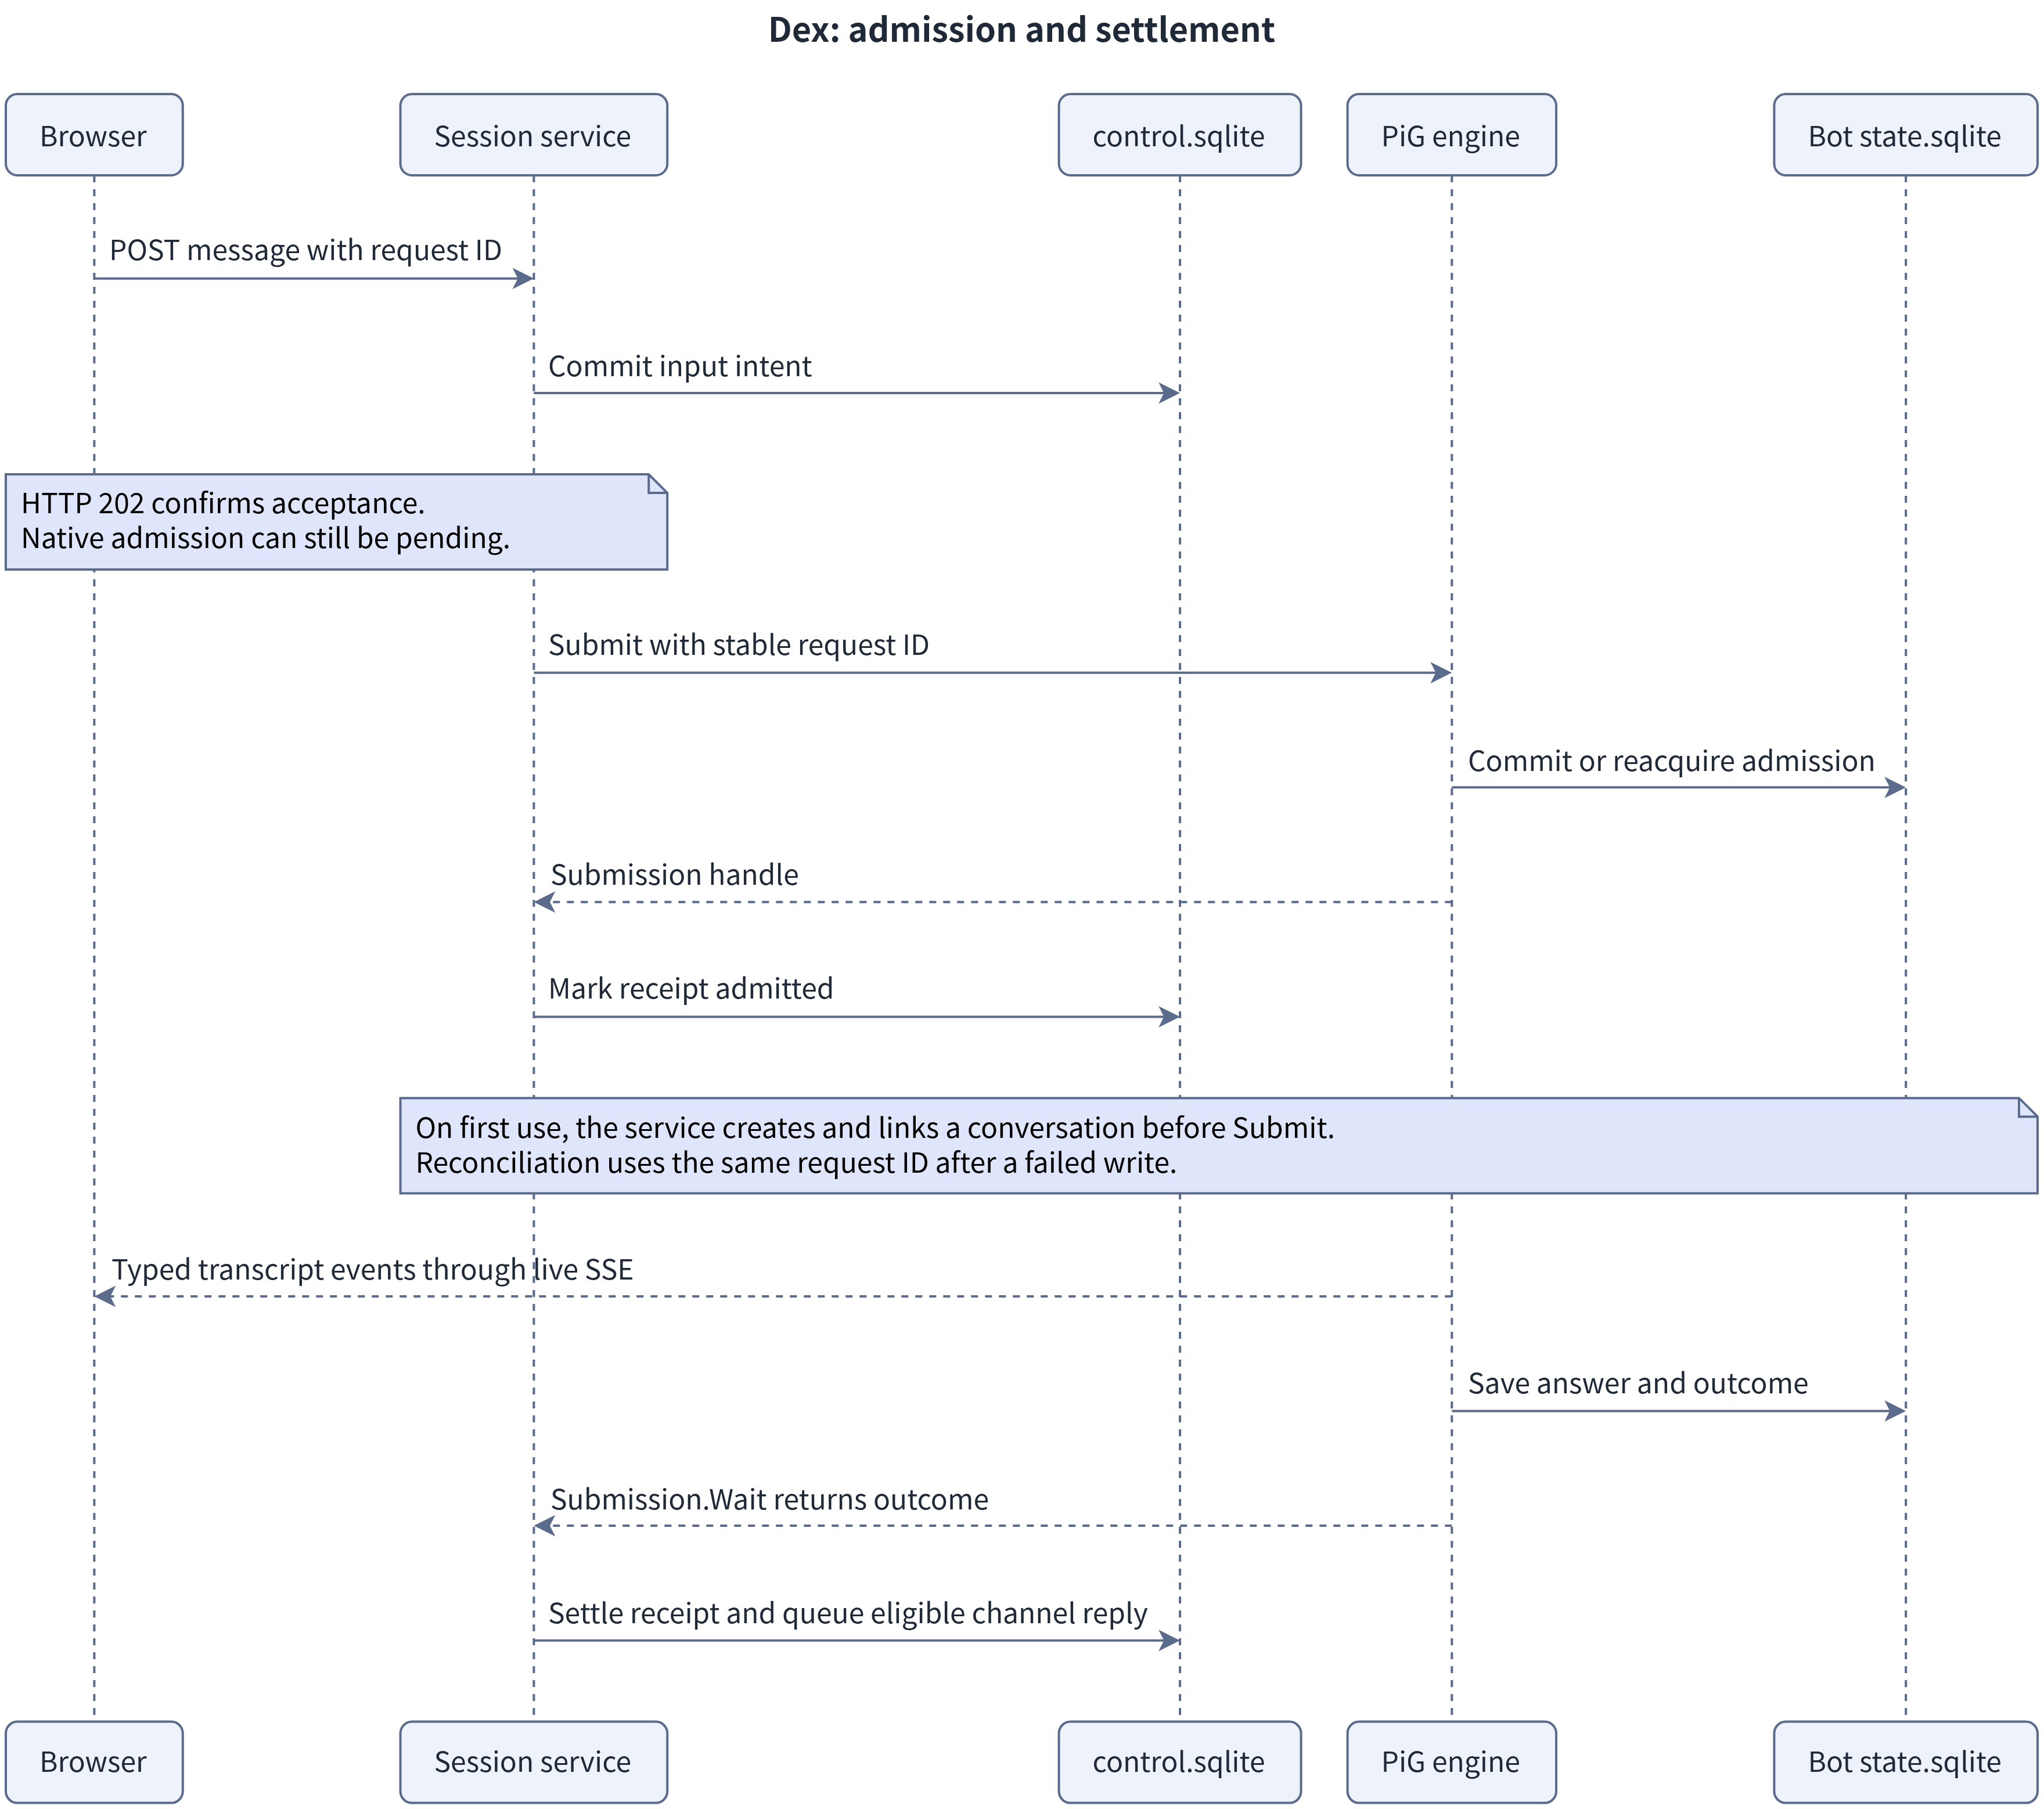 Dex: admission and settlement
Browser
Session service
control.sqlite
PiG engine
Bot state.sqlite
POST message with request ID
Commit input intent
HTTP 202 confirms acceptance.
Native admission can still be pending.
Submit with stable request ID
Commit or reacquire admission
Submission handle
Mark receipt admitted
On first use, the service creates and links a conversation before Submit.
Reconciliation uses the same request ID after a failed write.
Typed transcript events through live SSE
Save answer and outcome
Submission.Wait returns outcome
Settle receipt and queue eligible channel reply
Browser
Session service
control.sqlite
PiG engine
Bot state.sqlite